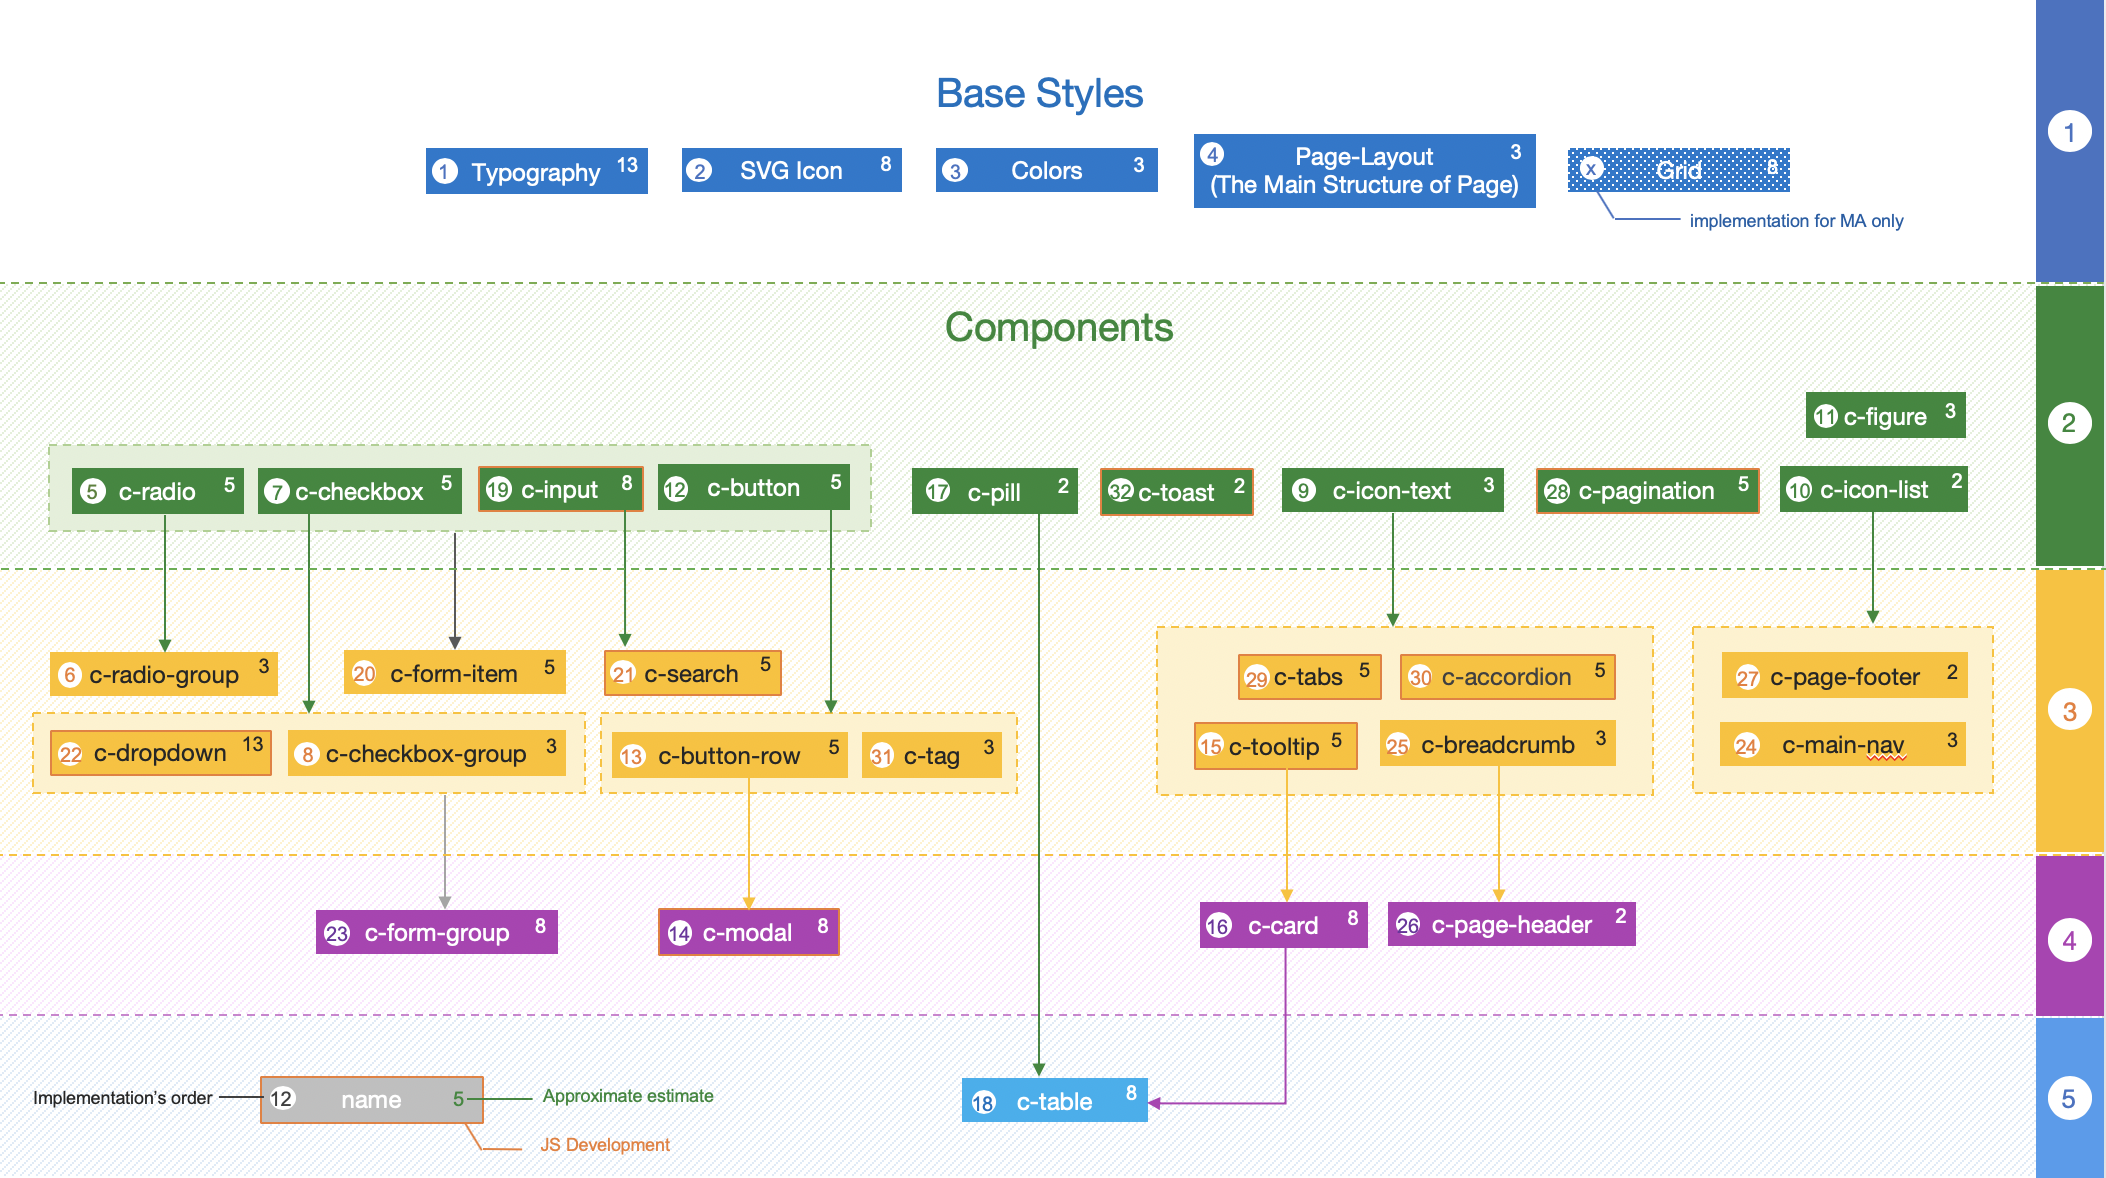 Base Styles
1
1 Typography 13
2 SVG Icon 8
3 Colors 3
4 Page-Layout 3
(The Main Structure of Page)
x Grid 8
implementation for MA only
Components
2
11 c-figure 3
5 c-radio 5
7 c-checkbox 5
19 c-input 8
12 c-button 5
17 c-pill 2
32 c-toast 2
9 c-icon-text 3
28 c-pagination 5
10 c-icon-list 2
3
6 c-radio-group 3
20 c-form-item 5
21 c-search 5
29 c-tabs 5
30 c-accordion 5
27 c-page-footer 2
22 c-dropdown 13
8 c-checkbox-group 3
13 c-button-row 5
31 c-tag 3
15 c-tooltip 5
25 c-breadcrumb 3
24 c-main-nav 3
4
23 c-form-group 8
14 c-modal 8
16 c-card 8
26 c-page-header 2
5
Implementation's order
12 name 5
Approximate estimate
JS Development
18 c-table 8